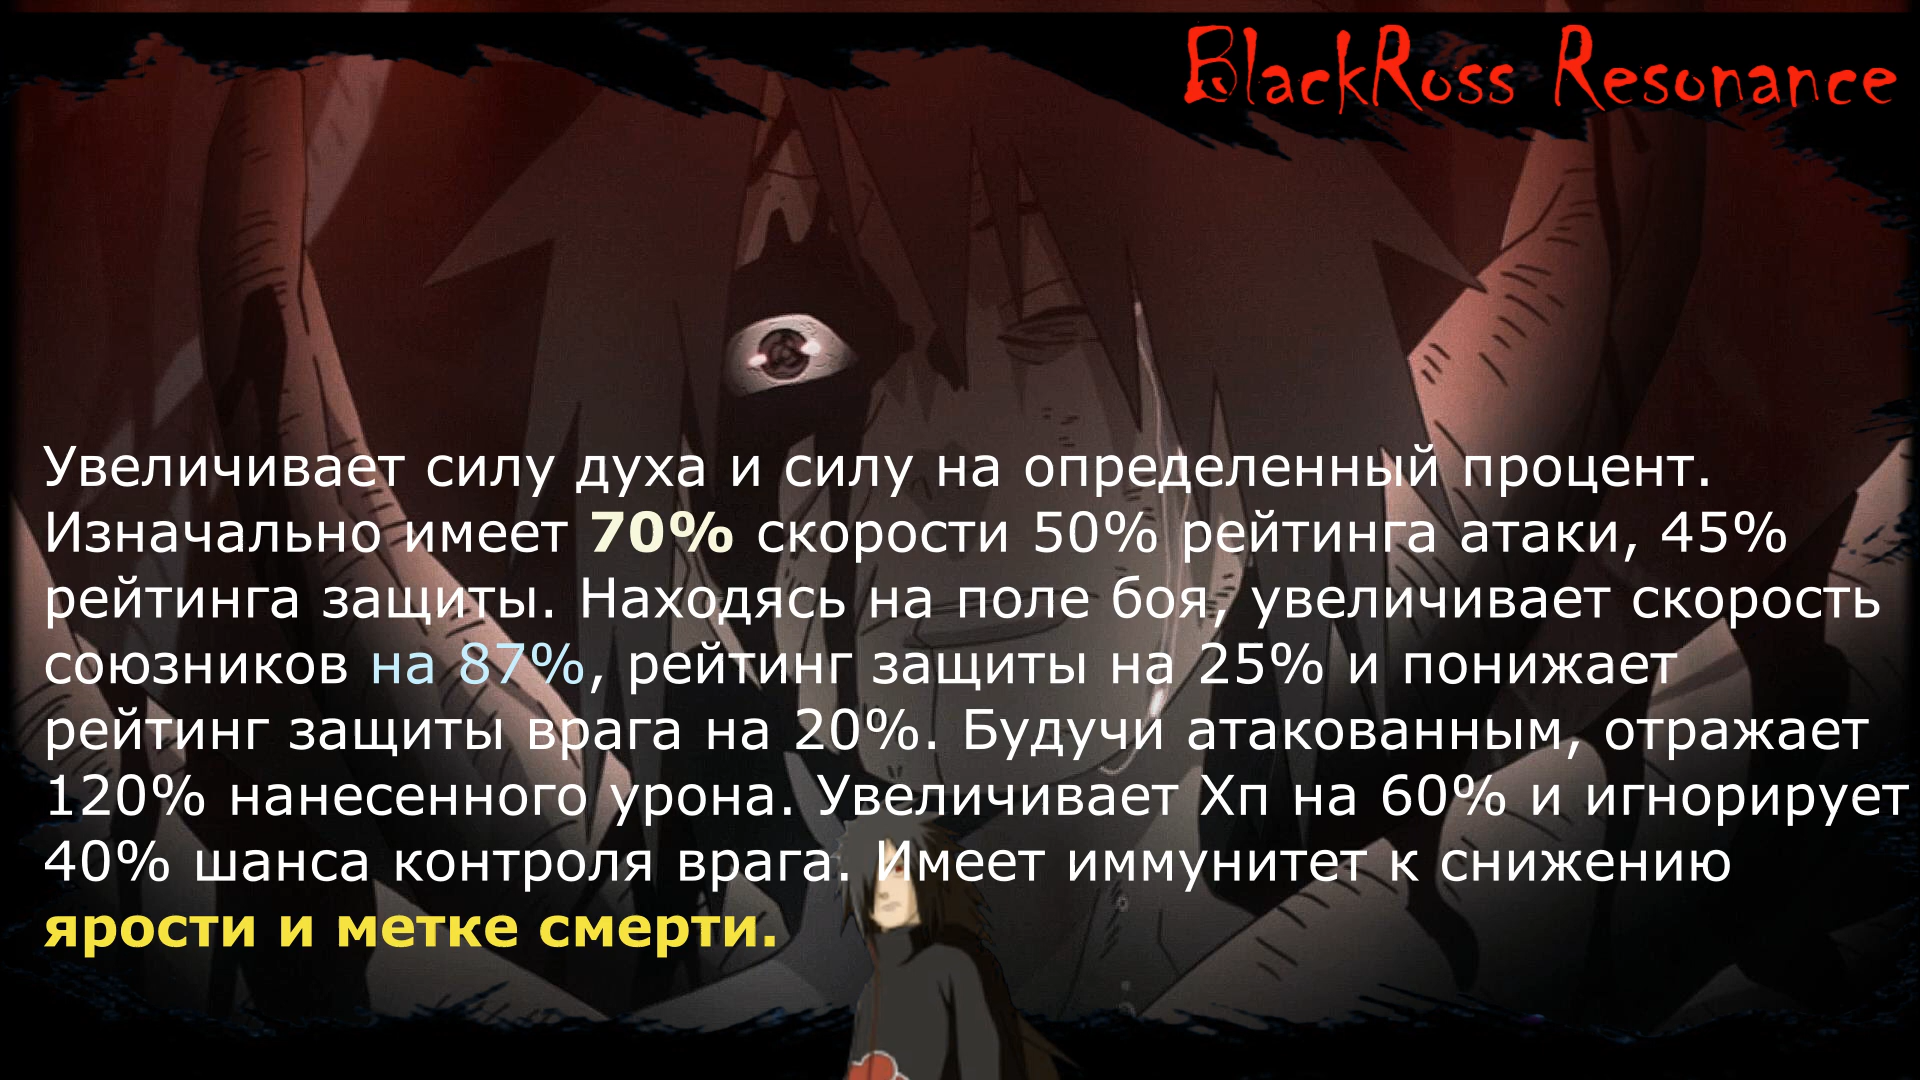 BlackRoss Resonance
Увеличивает силу духа и силу на определенный процент.
Изначально имеет 70% скорости 50% рейтинга атаки, 45%
рейтинга защиты. Находясь на поле боя, увеличивает скорость
союзников на 87%, рейтинг защиты на 25% и понижает
рейтинг защиты врага на 20%. Будучи атакованным, отражает
120% нанесенного урона. Увеличивает Хп на 60% и игнорирует
40% шанса контроля врага. Имеет иммунитет к снижению
ярости и метке смерти.